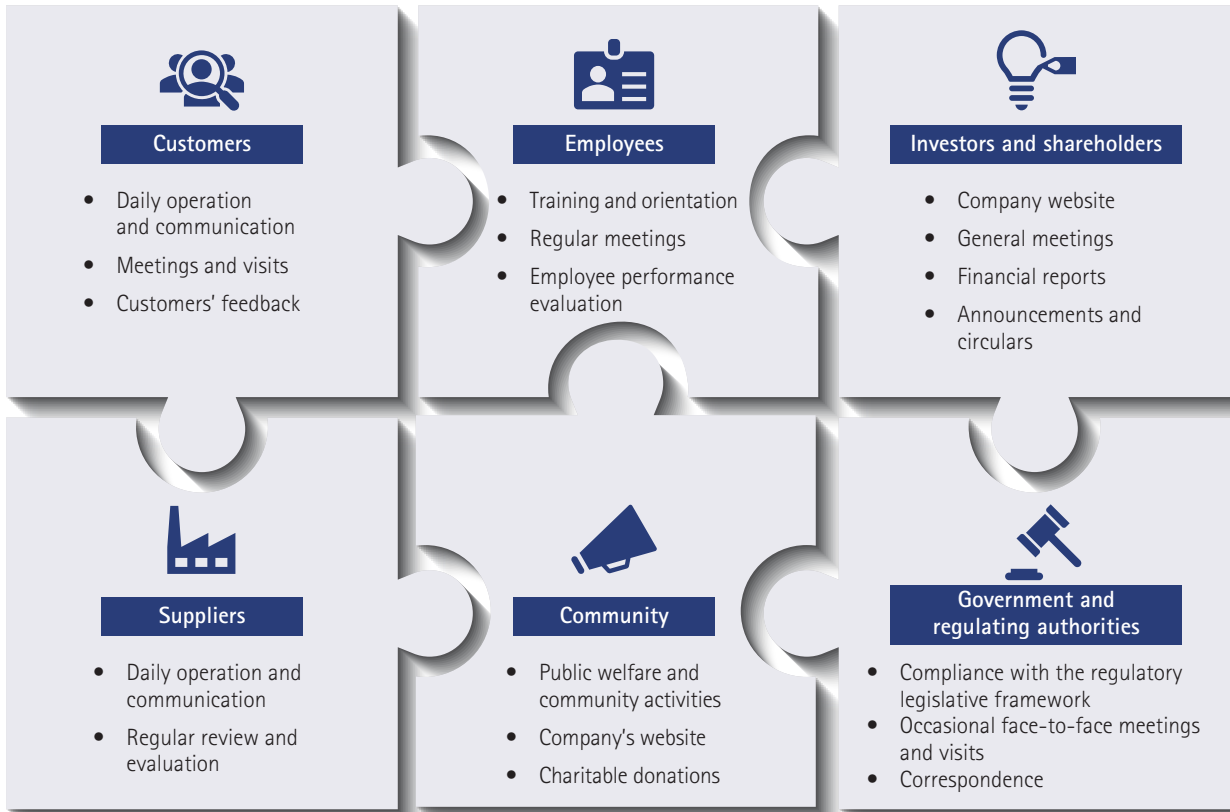 Customers
• Daily operation
and communication
• Meetings and visits
• Customers’ feedback
Employees
• Training and orientation
• Regular meetings
• Employee performance
evaluation
Investors and shareholders
• Company website
• General meetings
• Financial reports
• Announcements and
circulars
Suppliers
• Daily operation and
communication
• Regular review and
evaluation
Community
• Public welfare and
community activities
• Company’s website
• Charitable donations
Government and
regulating authorities
• Compliance with the regulatory
legislative framework
• Occasional face-to-face meetings
and visits
• Correspondence